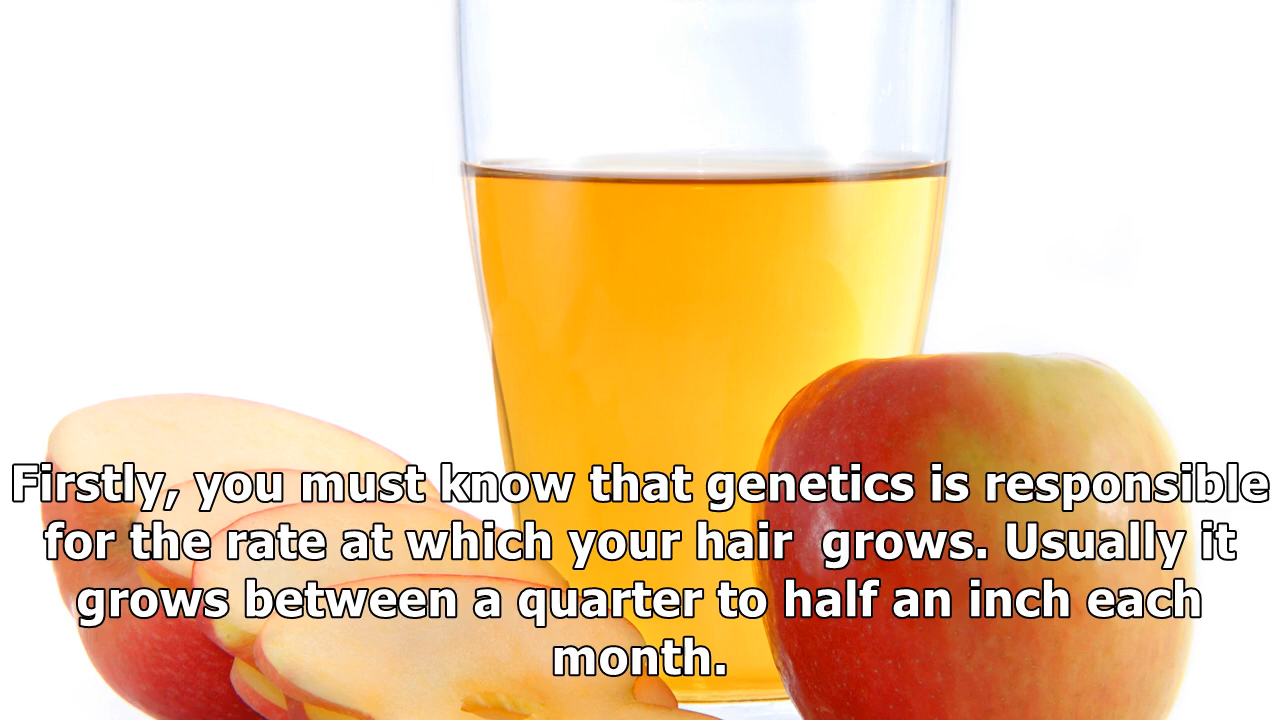 Firstly, you must know that genetics is responsible
for the rate at which your hair  grows. Usually it
grows between a quarter to half an inch each
month.